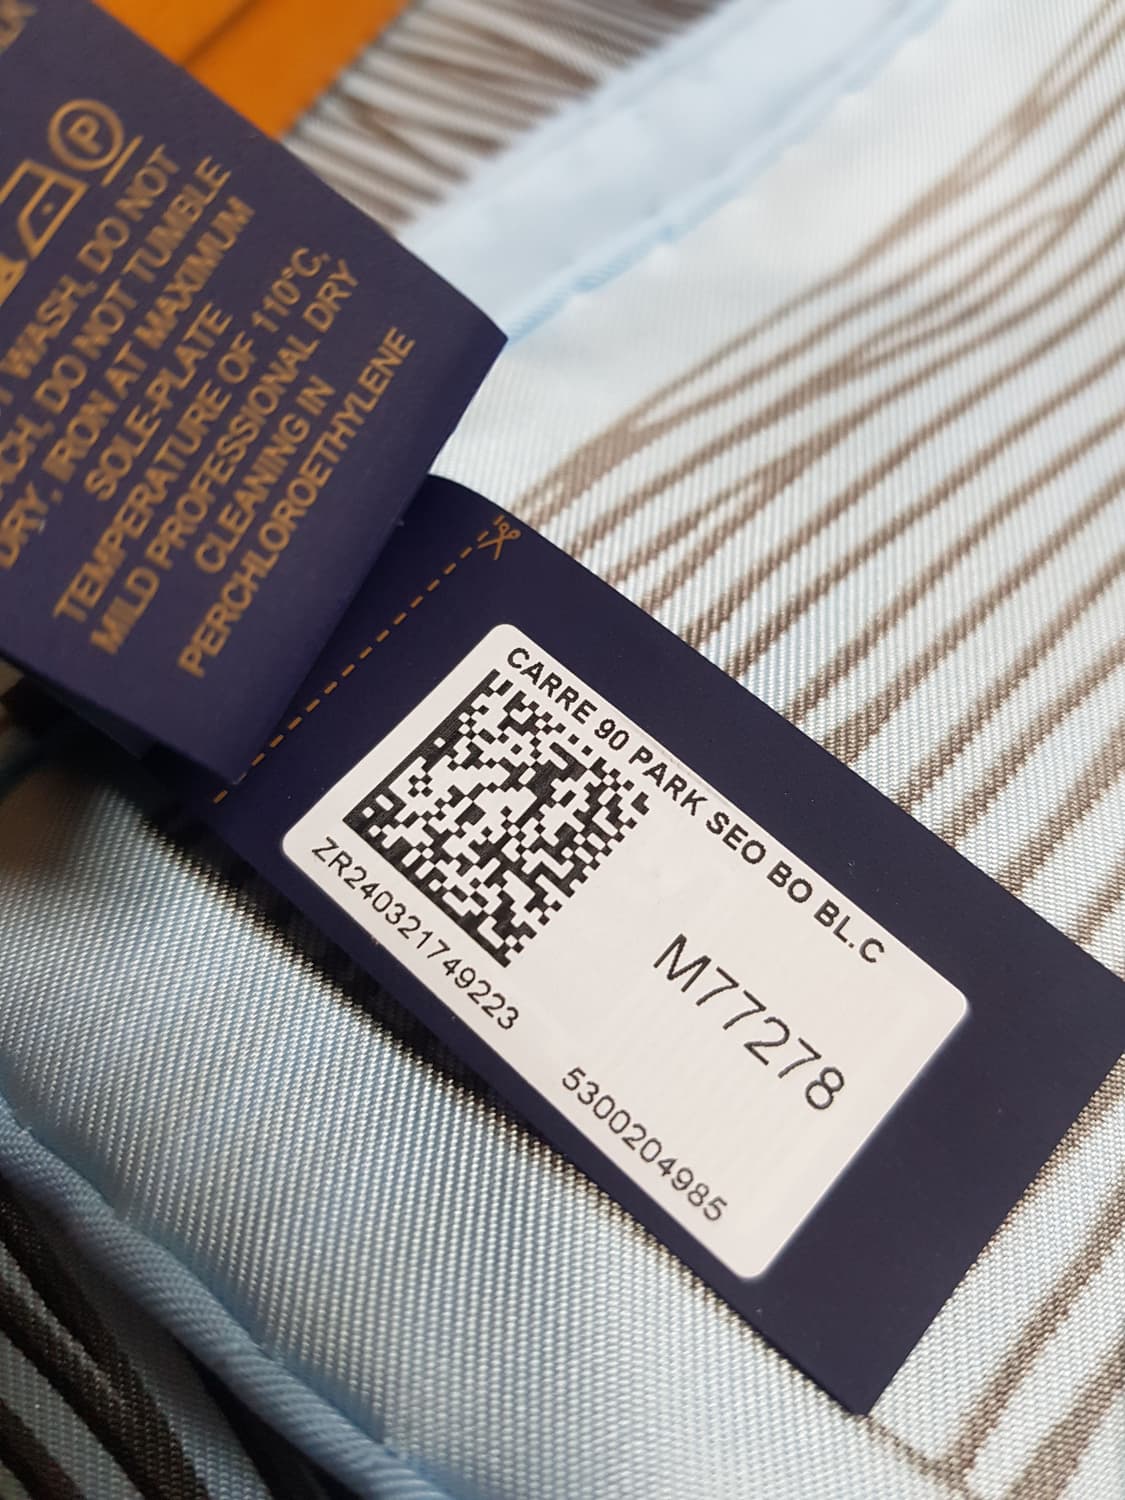 P
WASH, DO NOT
DO NOT TUMBLE
DRY, IRON AT MAXIMUM
SOLE-PLATE
TEMPERATURE OF 110°C,
MILD PROFESSIONAL DRY
CLEANING IN
PERCHLOROETHYLENE
CARRE 90 PARK SEO BO BL.C
ZR240321749223
M77278
5300204985